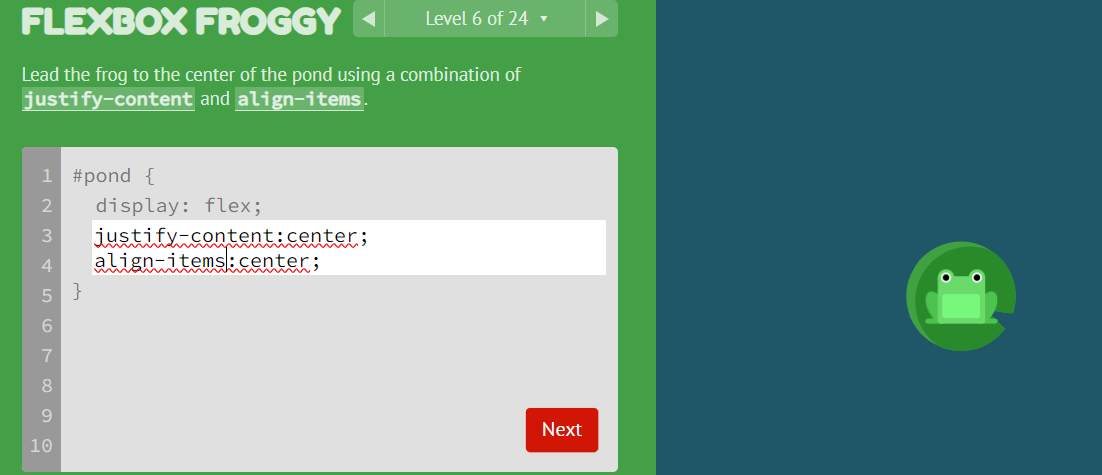 FLEXBOX FROGGY
◀ Level 6 of 24 ▼ ▶
Lead the frog to the center of the pond using a combination of
justify-content and align-items.
1 #pond {
2 display: flex;
3 justify-content:center;
4 align-items:center;
5 }
6
7
8
9
10
Next